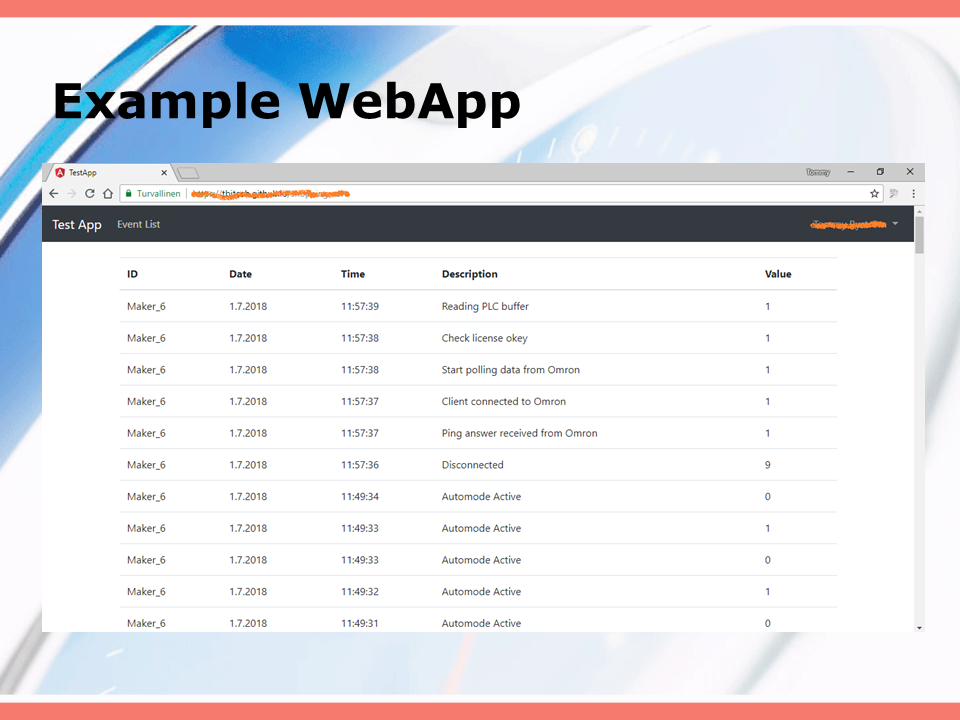 Example WebApp
TestApp
Tommy
Turvallinen
Test App Event List
ID Date Time Description Value
Maker_6 1.7.2018 11:57:39 Reading PLC buffer 1
Maker_6 1.7.2018 11:57:38 Check license okey 1
Maker_6 1.7.2018 11:57:38 Start polling data from Omron 1
Maker_6 1.7.2018 11:57:37 Client connected to Omron 1
Maker_6 1.7.2018 11:57:37 Ping answer received from Omron 1
Maker_6 1.7.2018 11:57:36 Disconnected 9
Maker_6 1.7.2018 11:49:34 Automode Active 0
Maker_6 1.7.2018 11:49:33 Automode Active 1
Maker_6 1.7.2018 11:49:33 Automode Active 0
Maker_6 1.7.2018 11:49:32 Automode Active 1
Maker_6 1.7.2018 11:49:31 Automode Active 0